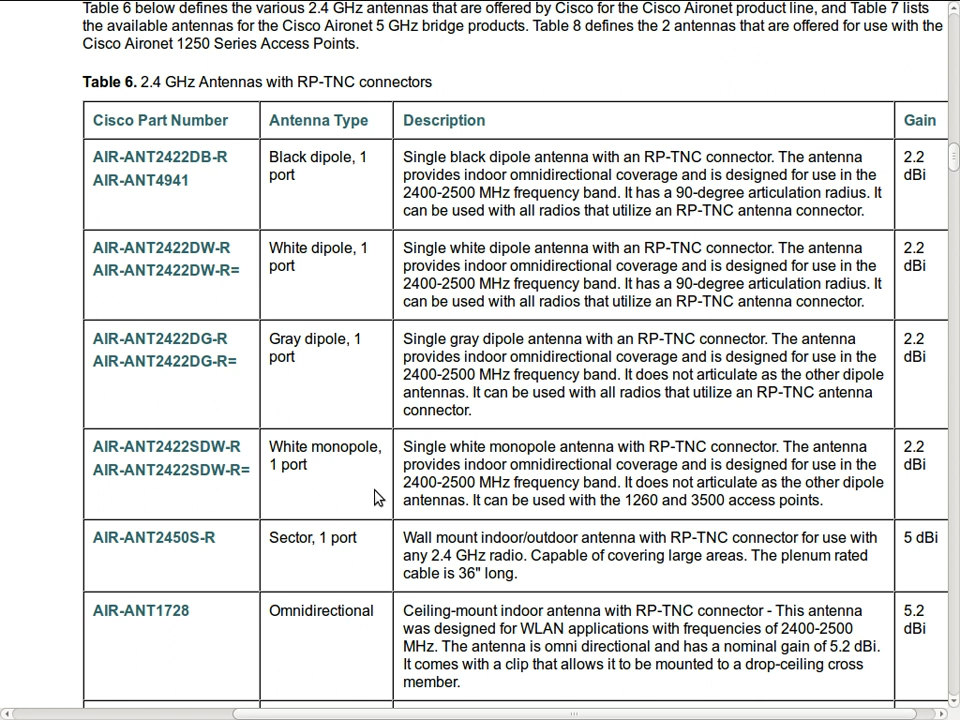 Table 6 below defines the various 2.4 GHz antennas that are offered by Cisco for the Cisco Aironet product line, and Table 7 lists
the available antennas for the Cisco Aironet 5 GHz bridge products. Table 8 defines the 2 antennas that are offered for use with the
Cisco Aironet 1250 Series Access Points.
Table 6. 2.4 GHz Antennas with RP-TNC connectors
Cisco Part Number Antenna Type Description Gain
AIR-ANT2422DB-R
AIR-ANT4941
Black dipole, 1
port
Single black dipole antenna with an RP-TNC connector. The antenna
provides indoor omnidirectional coverage and is designed for use in the
2400-2500 MHz frequency band. It has a 90-degree articulation radius. It
can be used with all radios that utilize an RP-TNC antenna connector.
2.2
dBi
AIR-ANT2422DW-R
AIR-ANT2422DW-R=
White dipole, 1
port
Single white dipole antenna with an RP-TNC connector. The antenna
provides indoor omnidirectional coverage and is designed for use in the
2400-2500 MHz frequency band. It has a 90-degree articulation radius. It
can be used with all radios that utilize an RP-TNC antenna connector.
2.2
dBi
AIR-ANT2422DG-R
AIR-ANT2422DG-R=
Gray dipole, 1
port
Single gray dipole antenna with an RP-TNC connector. The antenna
provides indoor omnidirectional coverage and is designed for use in the
2400-2500 MHz frequency band. It does not articulate as the other dipole
antennas. It can be used with all radios that utilize an RP-TNC antenna
connector.
2.2
dBi
AIR-ANT2422SDW-R
AIR-ANT2422SDW-R=
White monopole,
1 port
Single white monopole antenna with RP-TNC connector. The antenna
provides indoor omnidirectional coverage and is designed for use in the
2400-2500 MHz frequency band. It does not articulate as the other dipole
antennas. It can be used with the 1260 and 3500 access points.
2.2
dBi
AIR-ANT2450S-R
Sector, 1 port
Wall mount indoor/outdoor antenna with RP-TNC connector for use with
any 2.4 GHz radio. Capable of covering large areas. The plenum rated
cable is 36" long.
5 dBi
AIR-ANT1728
Omnidirectional
Ceiling-mount indoor antenna with RP-TNC connector - This antenna
was designed for WLAN applications with frequencies of 2400-2500
MHz. The antenna is omni directional and has a nominal gain of 5.2 dBi.
It comes with a clip that allows it to be mounted to a drop-ceiling cross
member.
5.2
dBi